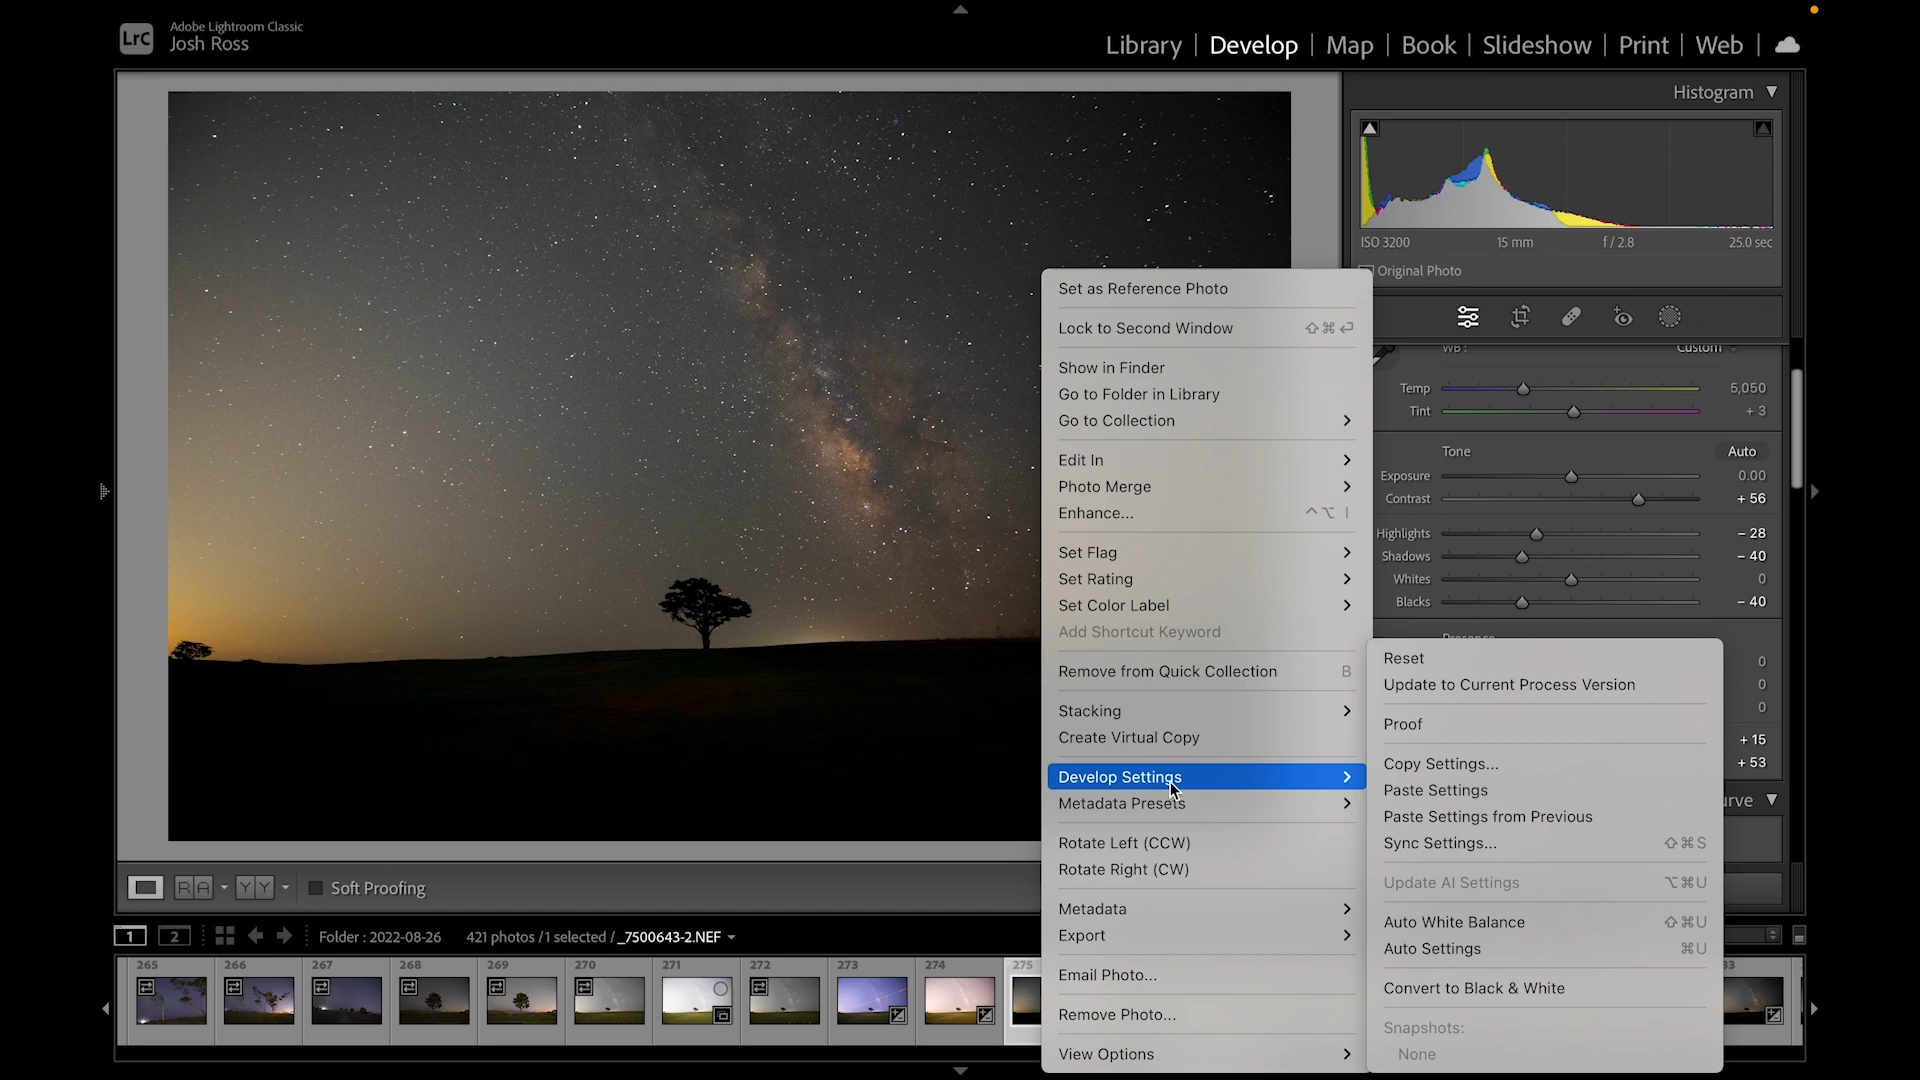 LrC
Adobe Lightroom Classic
Josh Ross
Library | Develop | Map | Book | Slideshow | Print | Web |
Histogram
ISO 3200 15 mm f / 2.8 25.0 sec
Original Photo
WB : Custom
Temp 5,050
Tint + 3
Tone Auto
Exposure 0.00
Contrast + 56
Highlights – 28
Shadows – 40
Whites 0
Blacks – 40
Presence
0
0
0
+ 15
+ 53
urve
Set as Reference Photo
Lock to Second Window ⇧⌘⏎
Show in Finder
Go to Folder in Library
Go to Collection
Edit In
Photo Merge
Enhance... ^⌥ I
Set Flag
Set Rating
Set Color Label
Add Shortcut Keyword
Remove from Quick Collection B
Stacking
Create Virtual Copy
Develop Settings
Metadata Presets
Rotate Left (CCW)
Rotate Right (CW)
Metadata
Export
Email Photo...
Remove Photo...
View Options
Reset
Update to Current Process Version
Proof
Copy Settings...
Paste Settings
Paste Settings from Previous
Sync Settings... ⇧⌘S
Update AI Settings ⌥⌘U
Auto White Balance ⇧⌘U
Auto Settings ⌘U
Convert to Black & White
Snapshots:
None
R A Y Y Soft Proofing
1 2 Folder : 2022-08-26 421 photos / 1 selected / _7500643-2.NEF
265 266 267 268 269 270 271 272 273 274 275 33